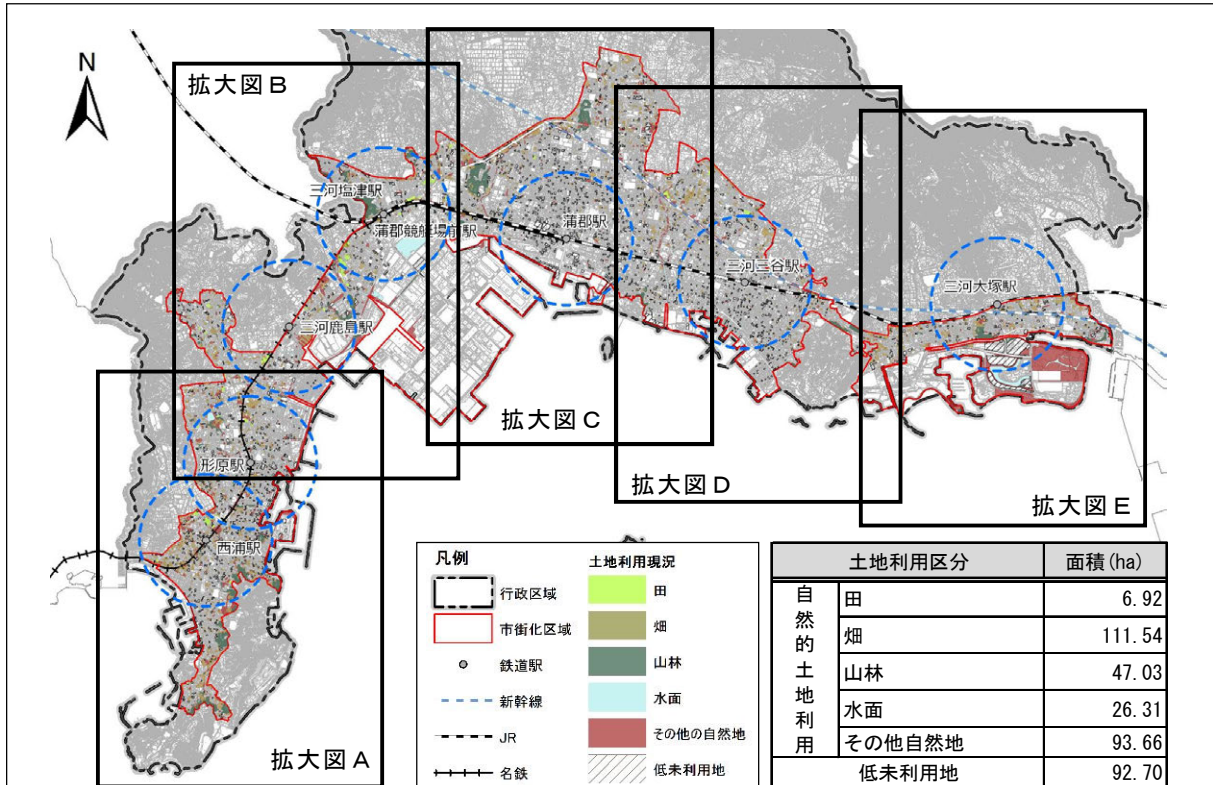 N
拡大図B
拡大図C
拡大図D
拡大図E
拡大図A
三河塩津駅
蒲郡競艇場前駅
蒲郡駅
三河三谷駅
三河大塚駅
三河鹿島駅
形原駅
西浦駅
凡例
行政区域
市街化区域
鉄道駅
新幹線
JR
名鉄
土地利用現況
田
畑
山林
水面
その他の自然地
低未利用地
土地利用区分 面積(ha)
自然的土地利用
田 6.92
畑 111.54
山林 47.03
水面 26.31
その他自然地 93.66
低未利用地 92.70